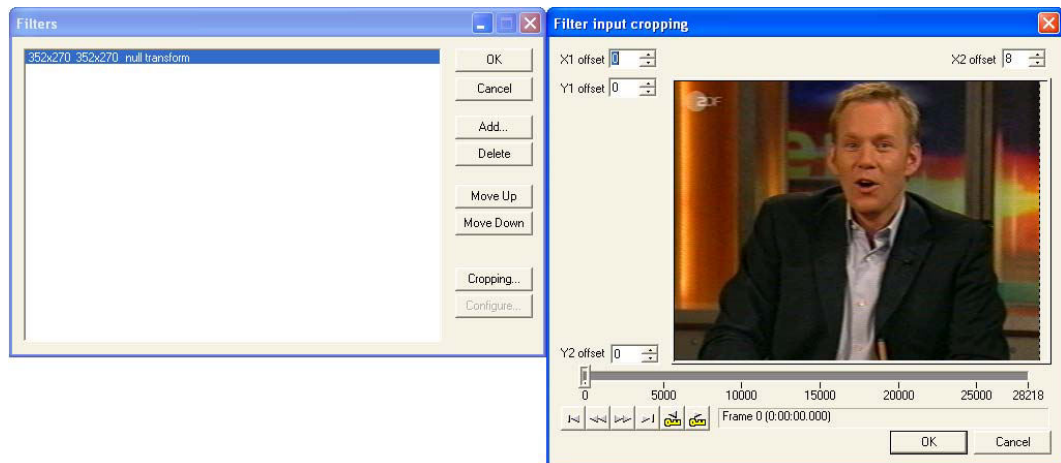 Filters
352x270 352x270 null transform
OK
Cancel
Add...
Delete
Move Up
Move Down
Cropping...
Configure...
Filter input cropping
X1 offset 0
X2 offset 8
Y1 offset 0
ZDF
Y2 offset 0
0 5000 10000 15000 20000 25000 28218
Frame 0 (0:00:00.000)
OK Cancel